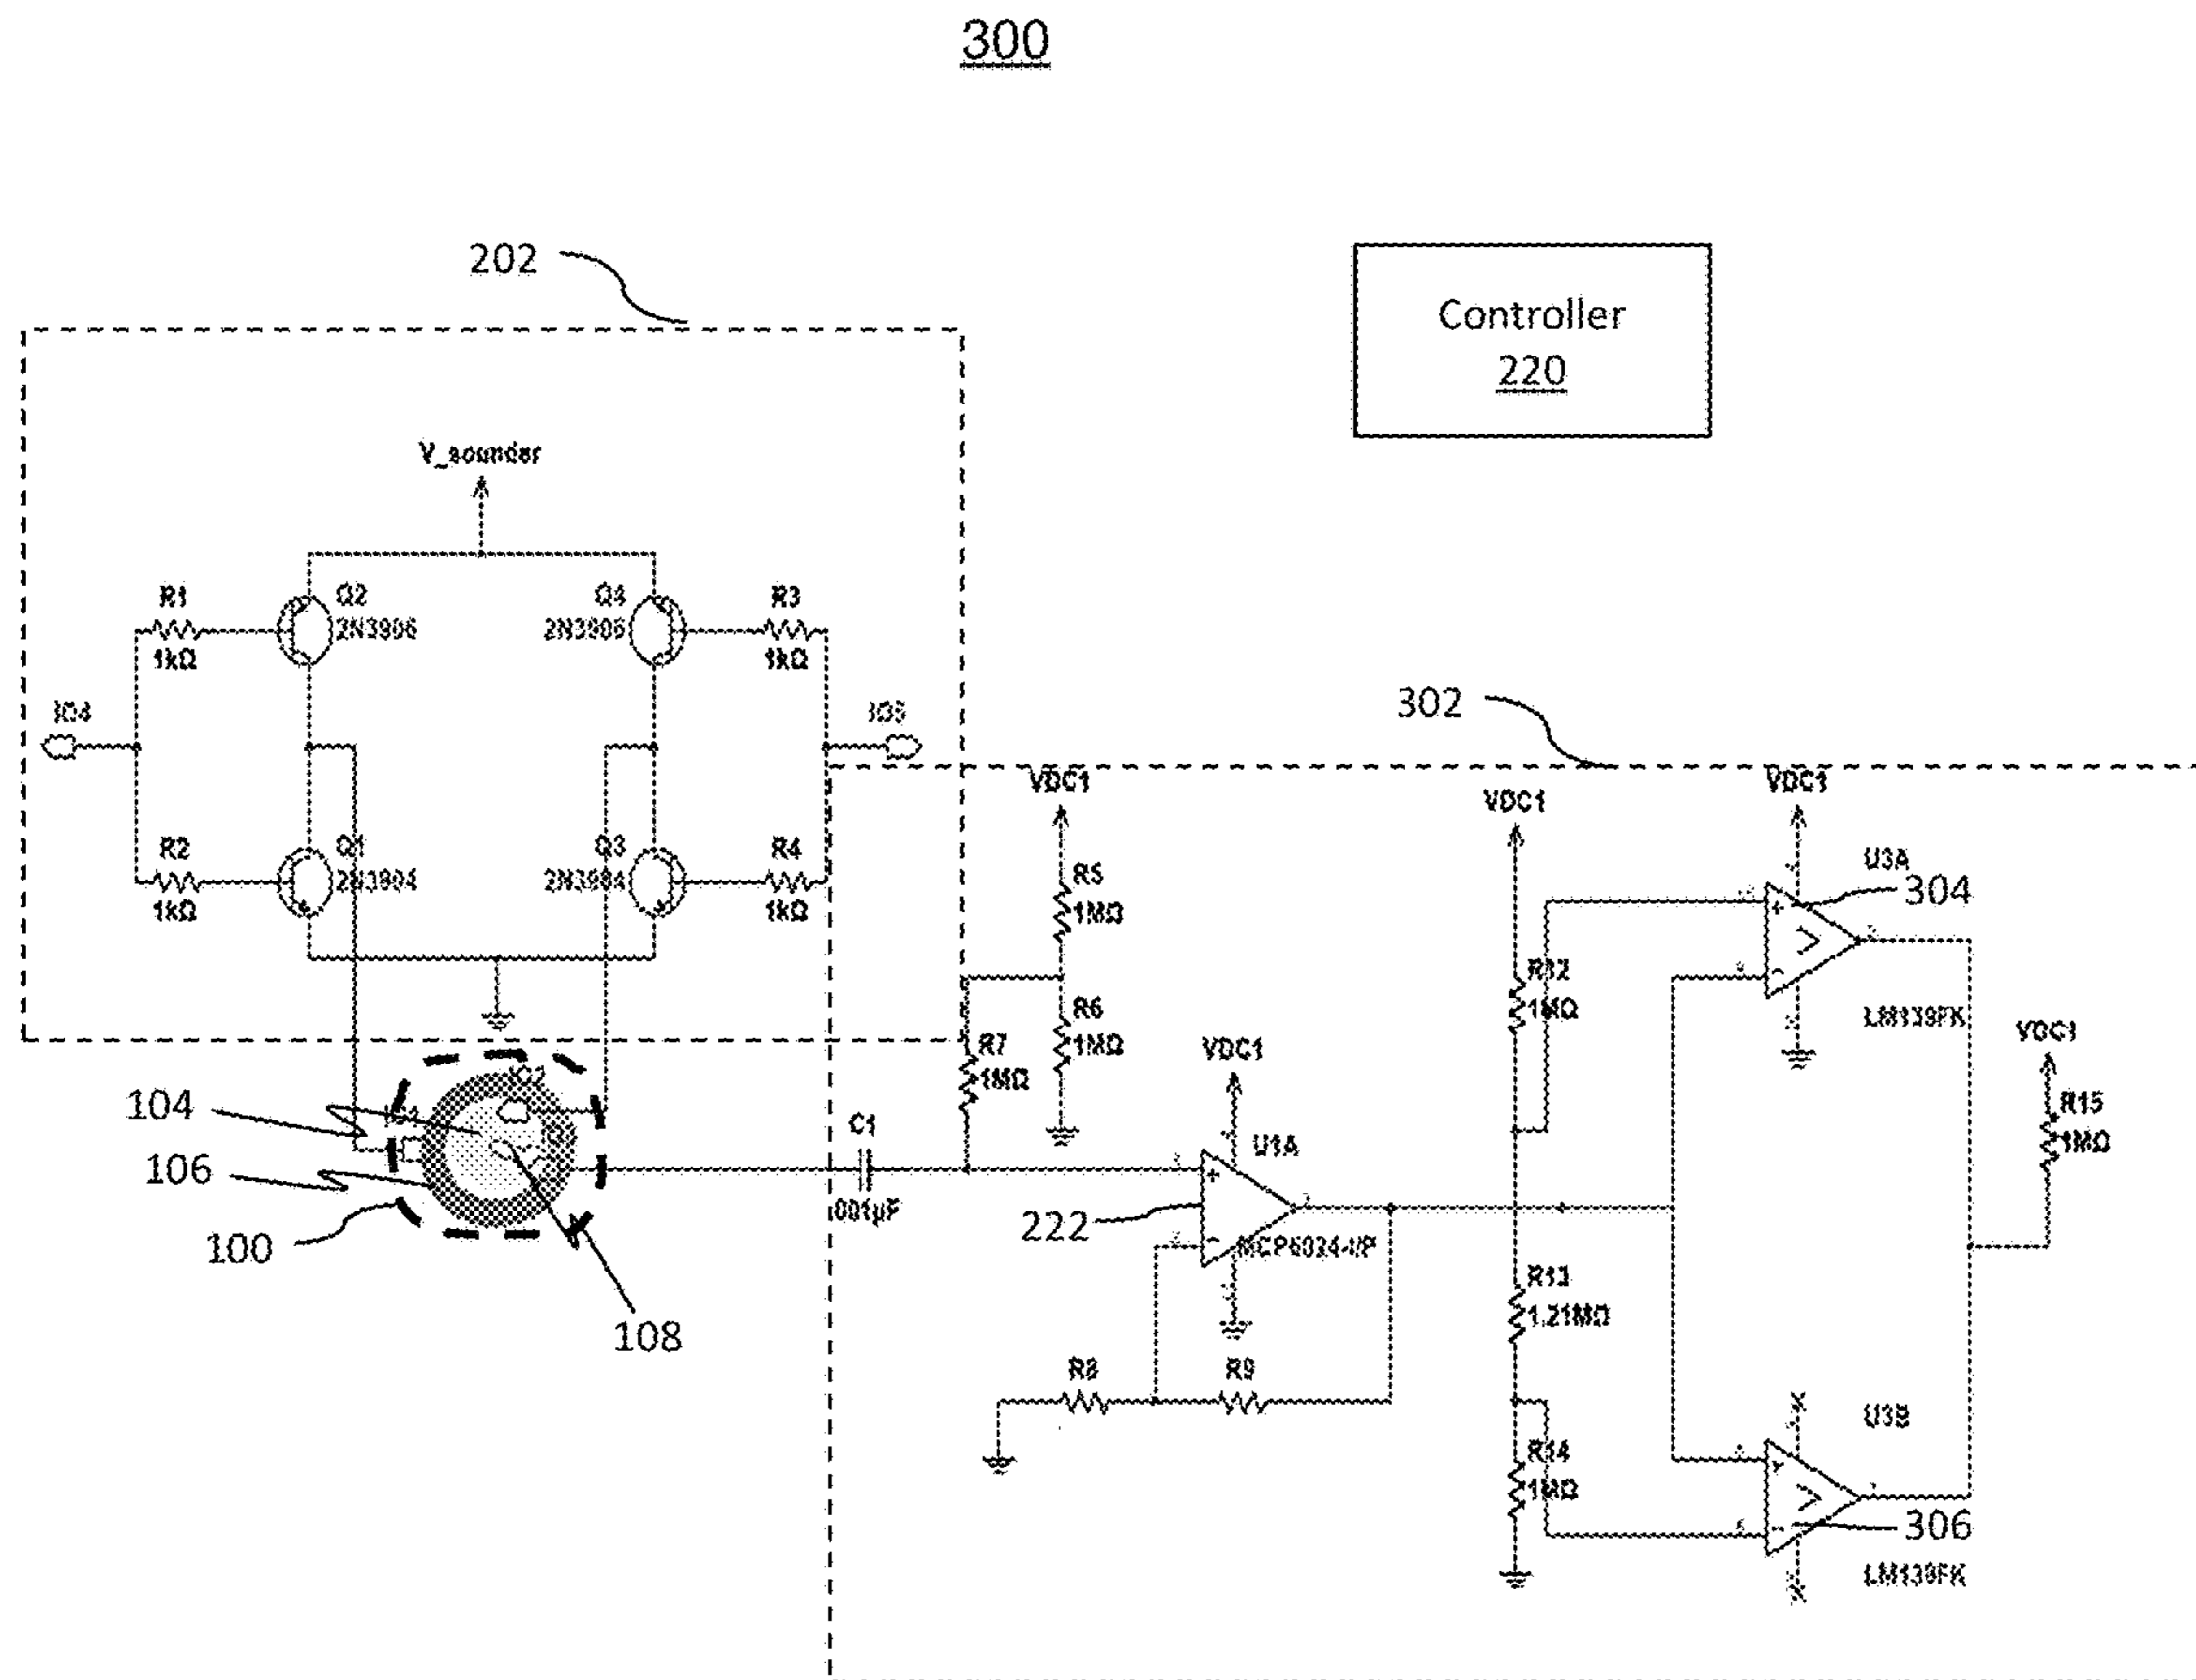 300
202
Controller
220
V_sounder
R1
1kΩ
Q2
2N3906
Q4
2N3906
R3
1kΩ
IO4
IO5
302
R2
1kΩ
Q1
2N3904
Q3
2N3904
R4
1kΩ
VDC1
R5
1MΩ
R6
1MΩ
R7
1MΩ
VDC1
R12
1MΩ
VDC1
U3A
304
LM139FK
VDC1
R15
1MΩ
104
106
100
108
C1
.001µF
VDC1
U1A
222
MCP6024-I/P
R8
R9
R13
1.21MΩ
R14
1MΩ
U3B
306
LM139FK